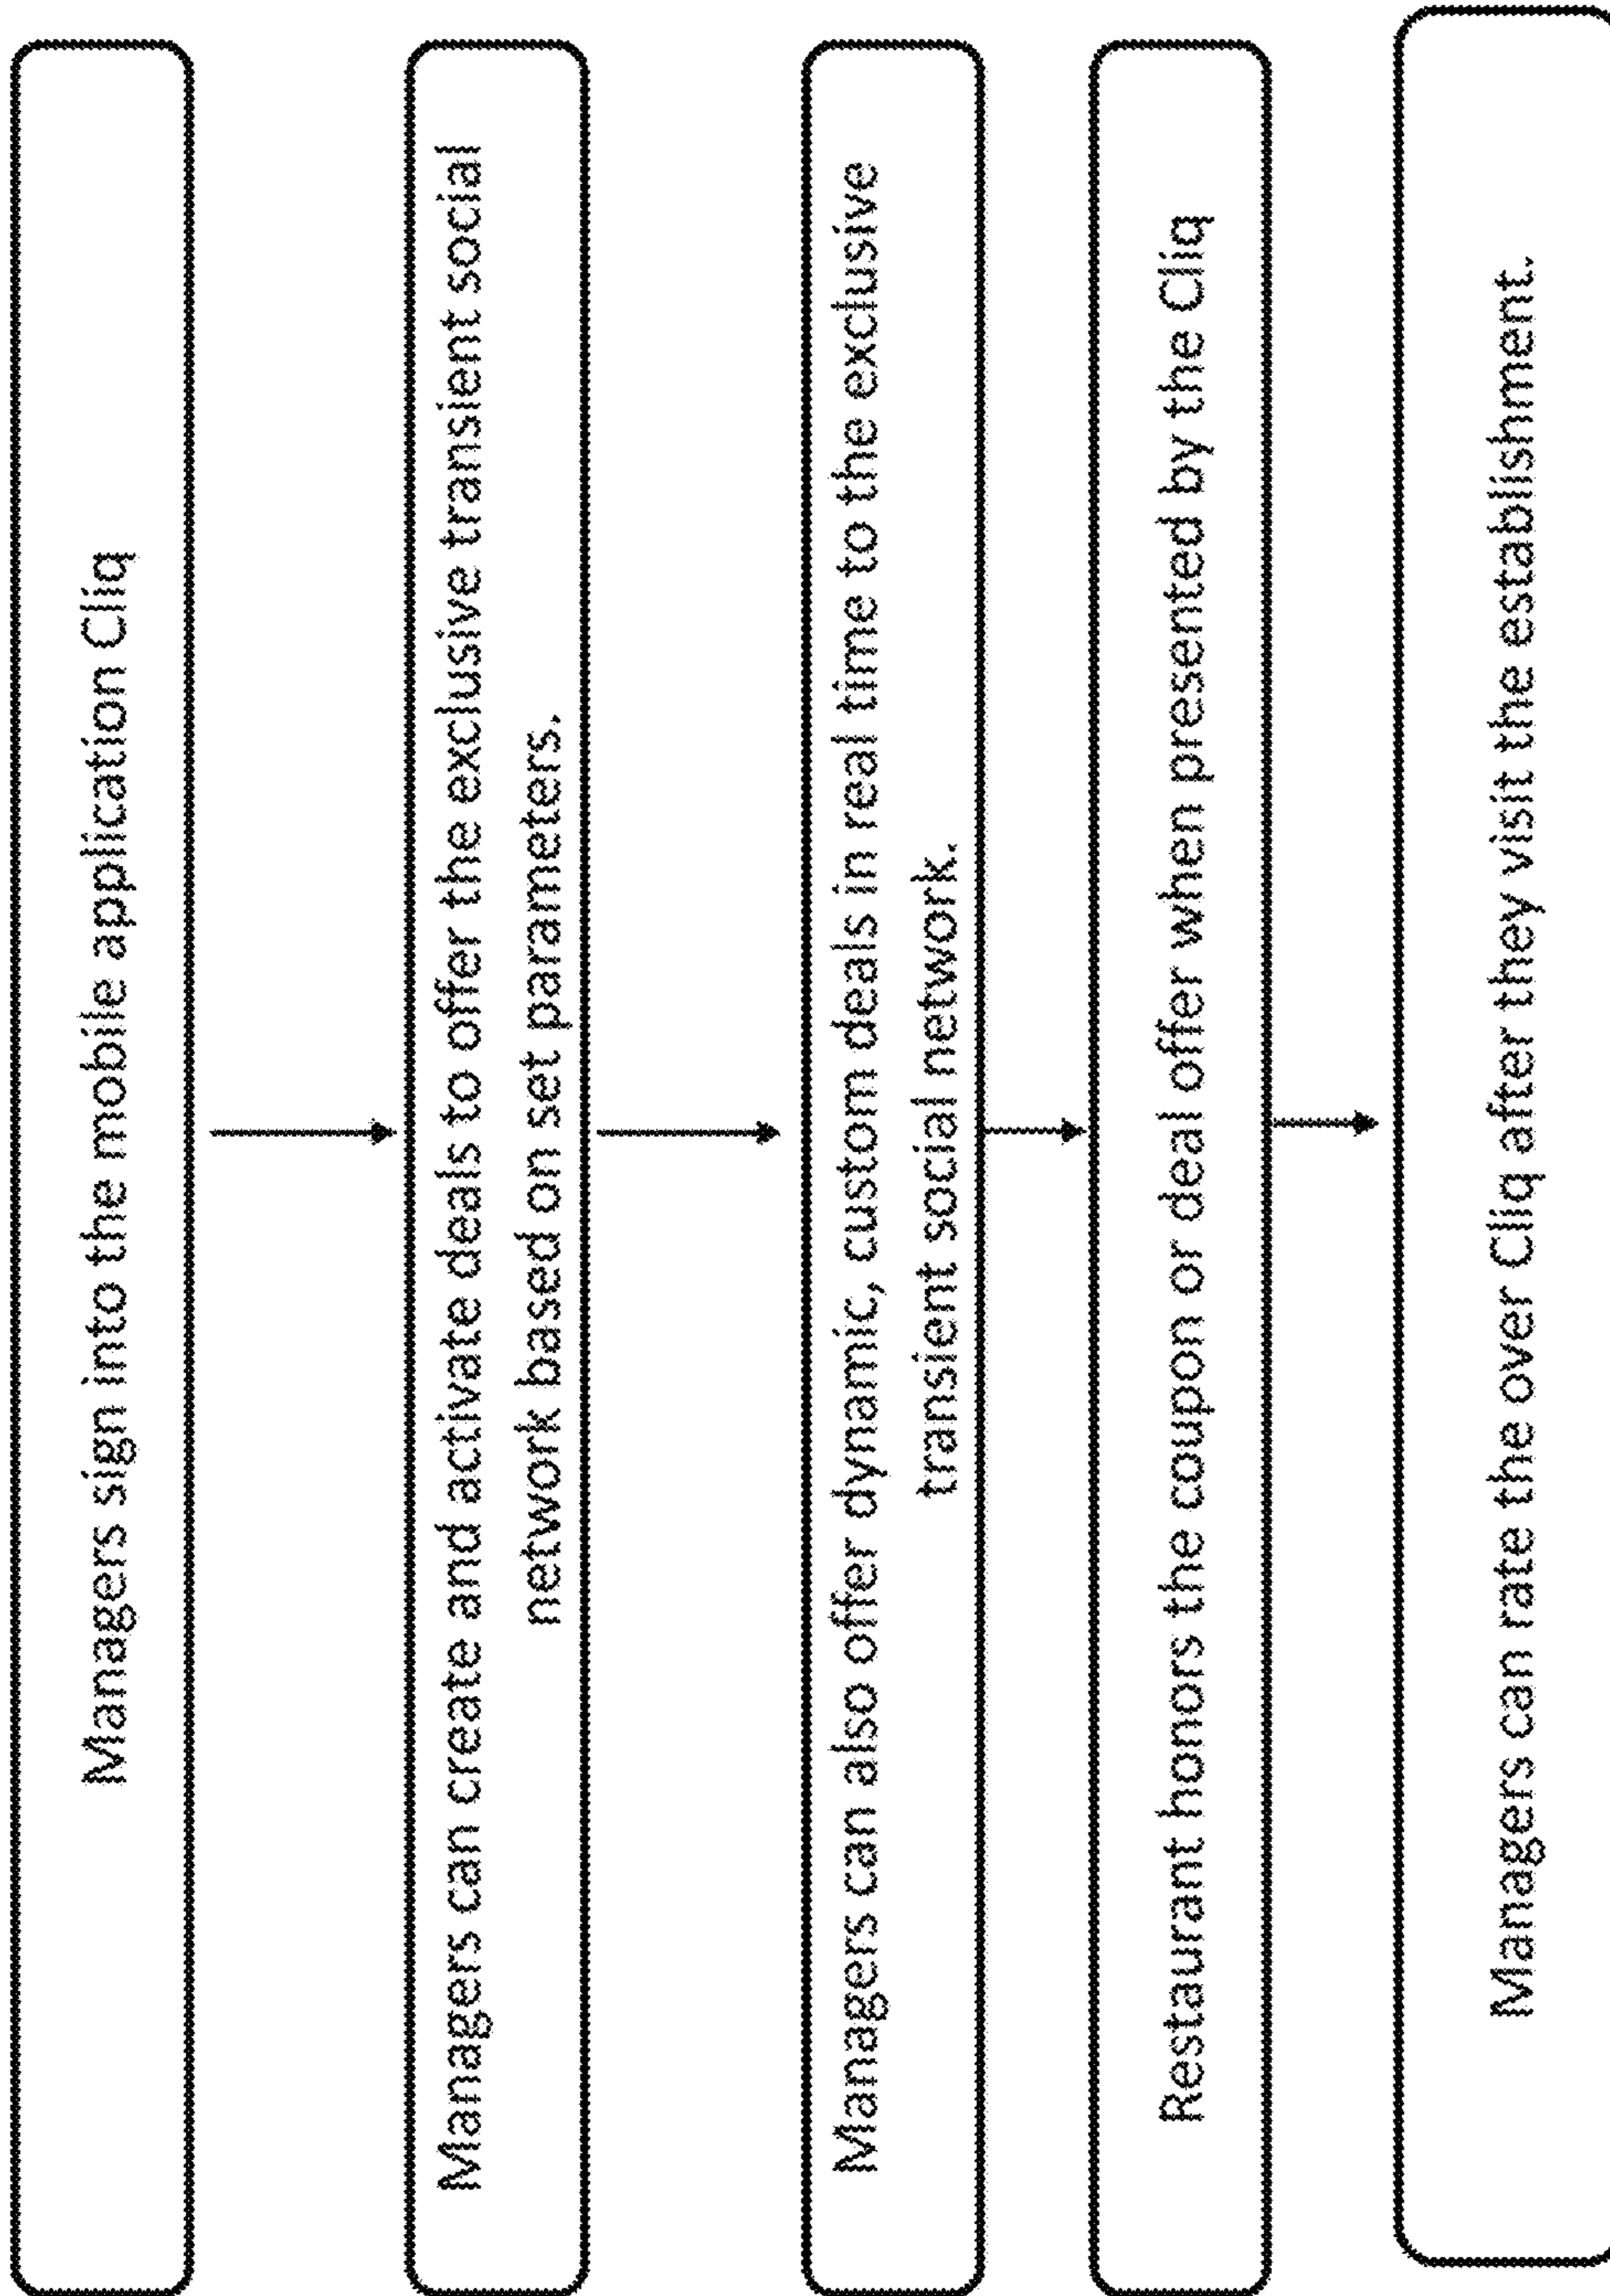 Managers sign into the mobile application Cliq
Managers can create and activate deals to offer the exclusive transient social
network based on set parameters.
Managers can also offer dynamic, custom deals in real time to the exclusive
transient social network.
Restaurant honors the coupon or deal offer when presented by the Cliq
Managers can rate the over Cliq after they visit the establishment.